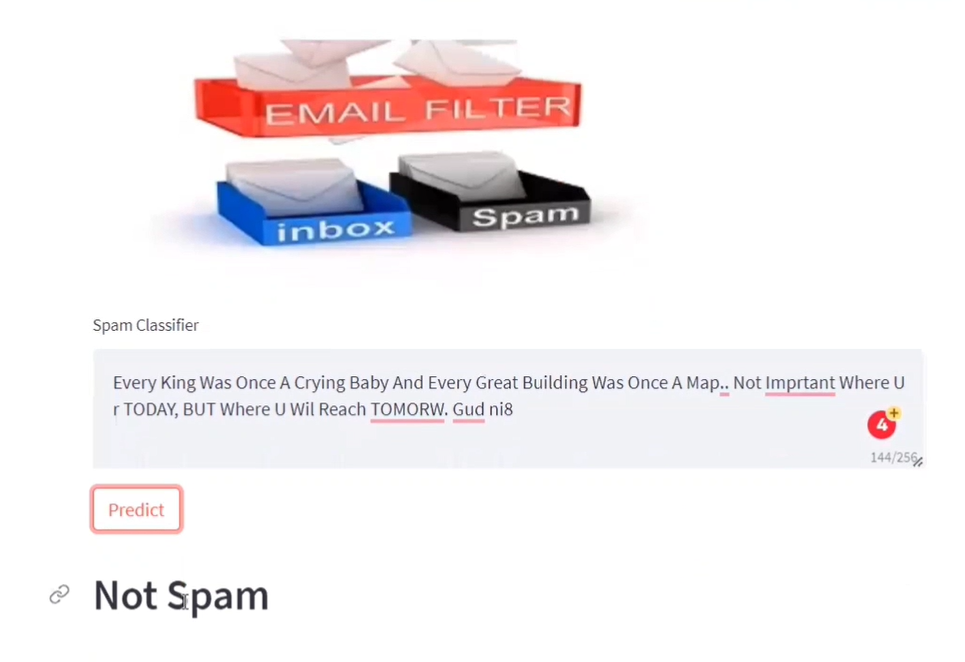 EMAIL FILTER
inbox
Spam
Spam Classifier
Every King Was Once A Crying Baby And Every Great Building Was Once A Map.. Not Imprtant Where U
r TODAY, BUT Where U Wil Reach TOMORW. Gud ni8
4+
144/256
Predict
Not Spam